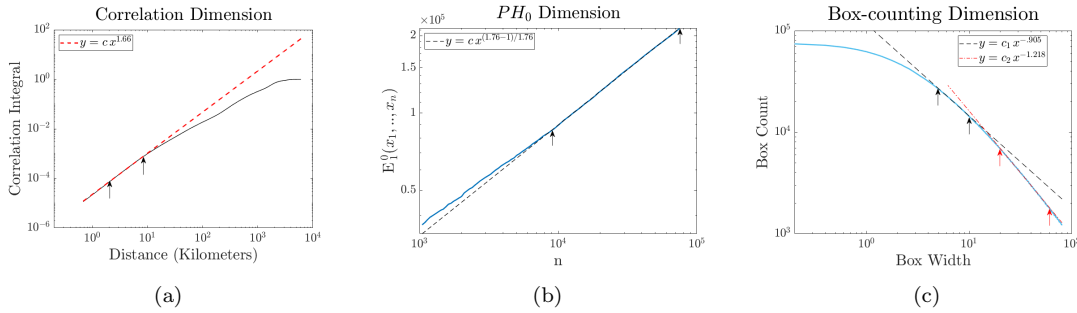 Correlation Dimension
y = c x^1.66
10^2
10^0
10^-2
10^-4
10^-6
Correlation Integral
10^0
10^1
10^2
10^3
10^4
Distance (Kilometers)
(a)
×10^5
PH_0 Dimension
y = c x^(1.76−1)/1.76
2
1.5
1
0.5
E^0_1(x_1, .., x_n)
10^3
10^4
10^5
n
(b)
Box-counting Dimension
y = c_1 x^-.905
y = c_2 x^-1.218
10^5
10^4
10^3
Box Count
10^0
10^1
10^2
Box Width
(c)